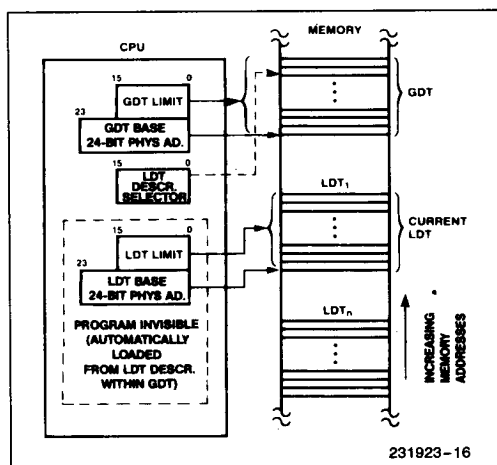 CPU
MEMORY
15 0
GDT LIMIT
23
GDT BASE
24-BIT PHYS AD.
15 0
LDT
DESCR.
SELECTOR
15 0
LDT LIMIT
23
LDT BASE
24-BIT PHYS AD.
PROGRAM INVISIBLE
(AUTOMATICALLY
LOADED
FROM LDT DESCR.
WITHIN GDT)
GDT
LDT1
CURRENT
LDT
LDTn
INCREASING
MEMORY
ADDRESSES
231923-16